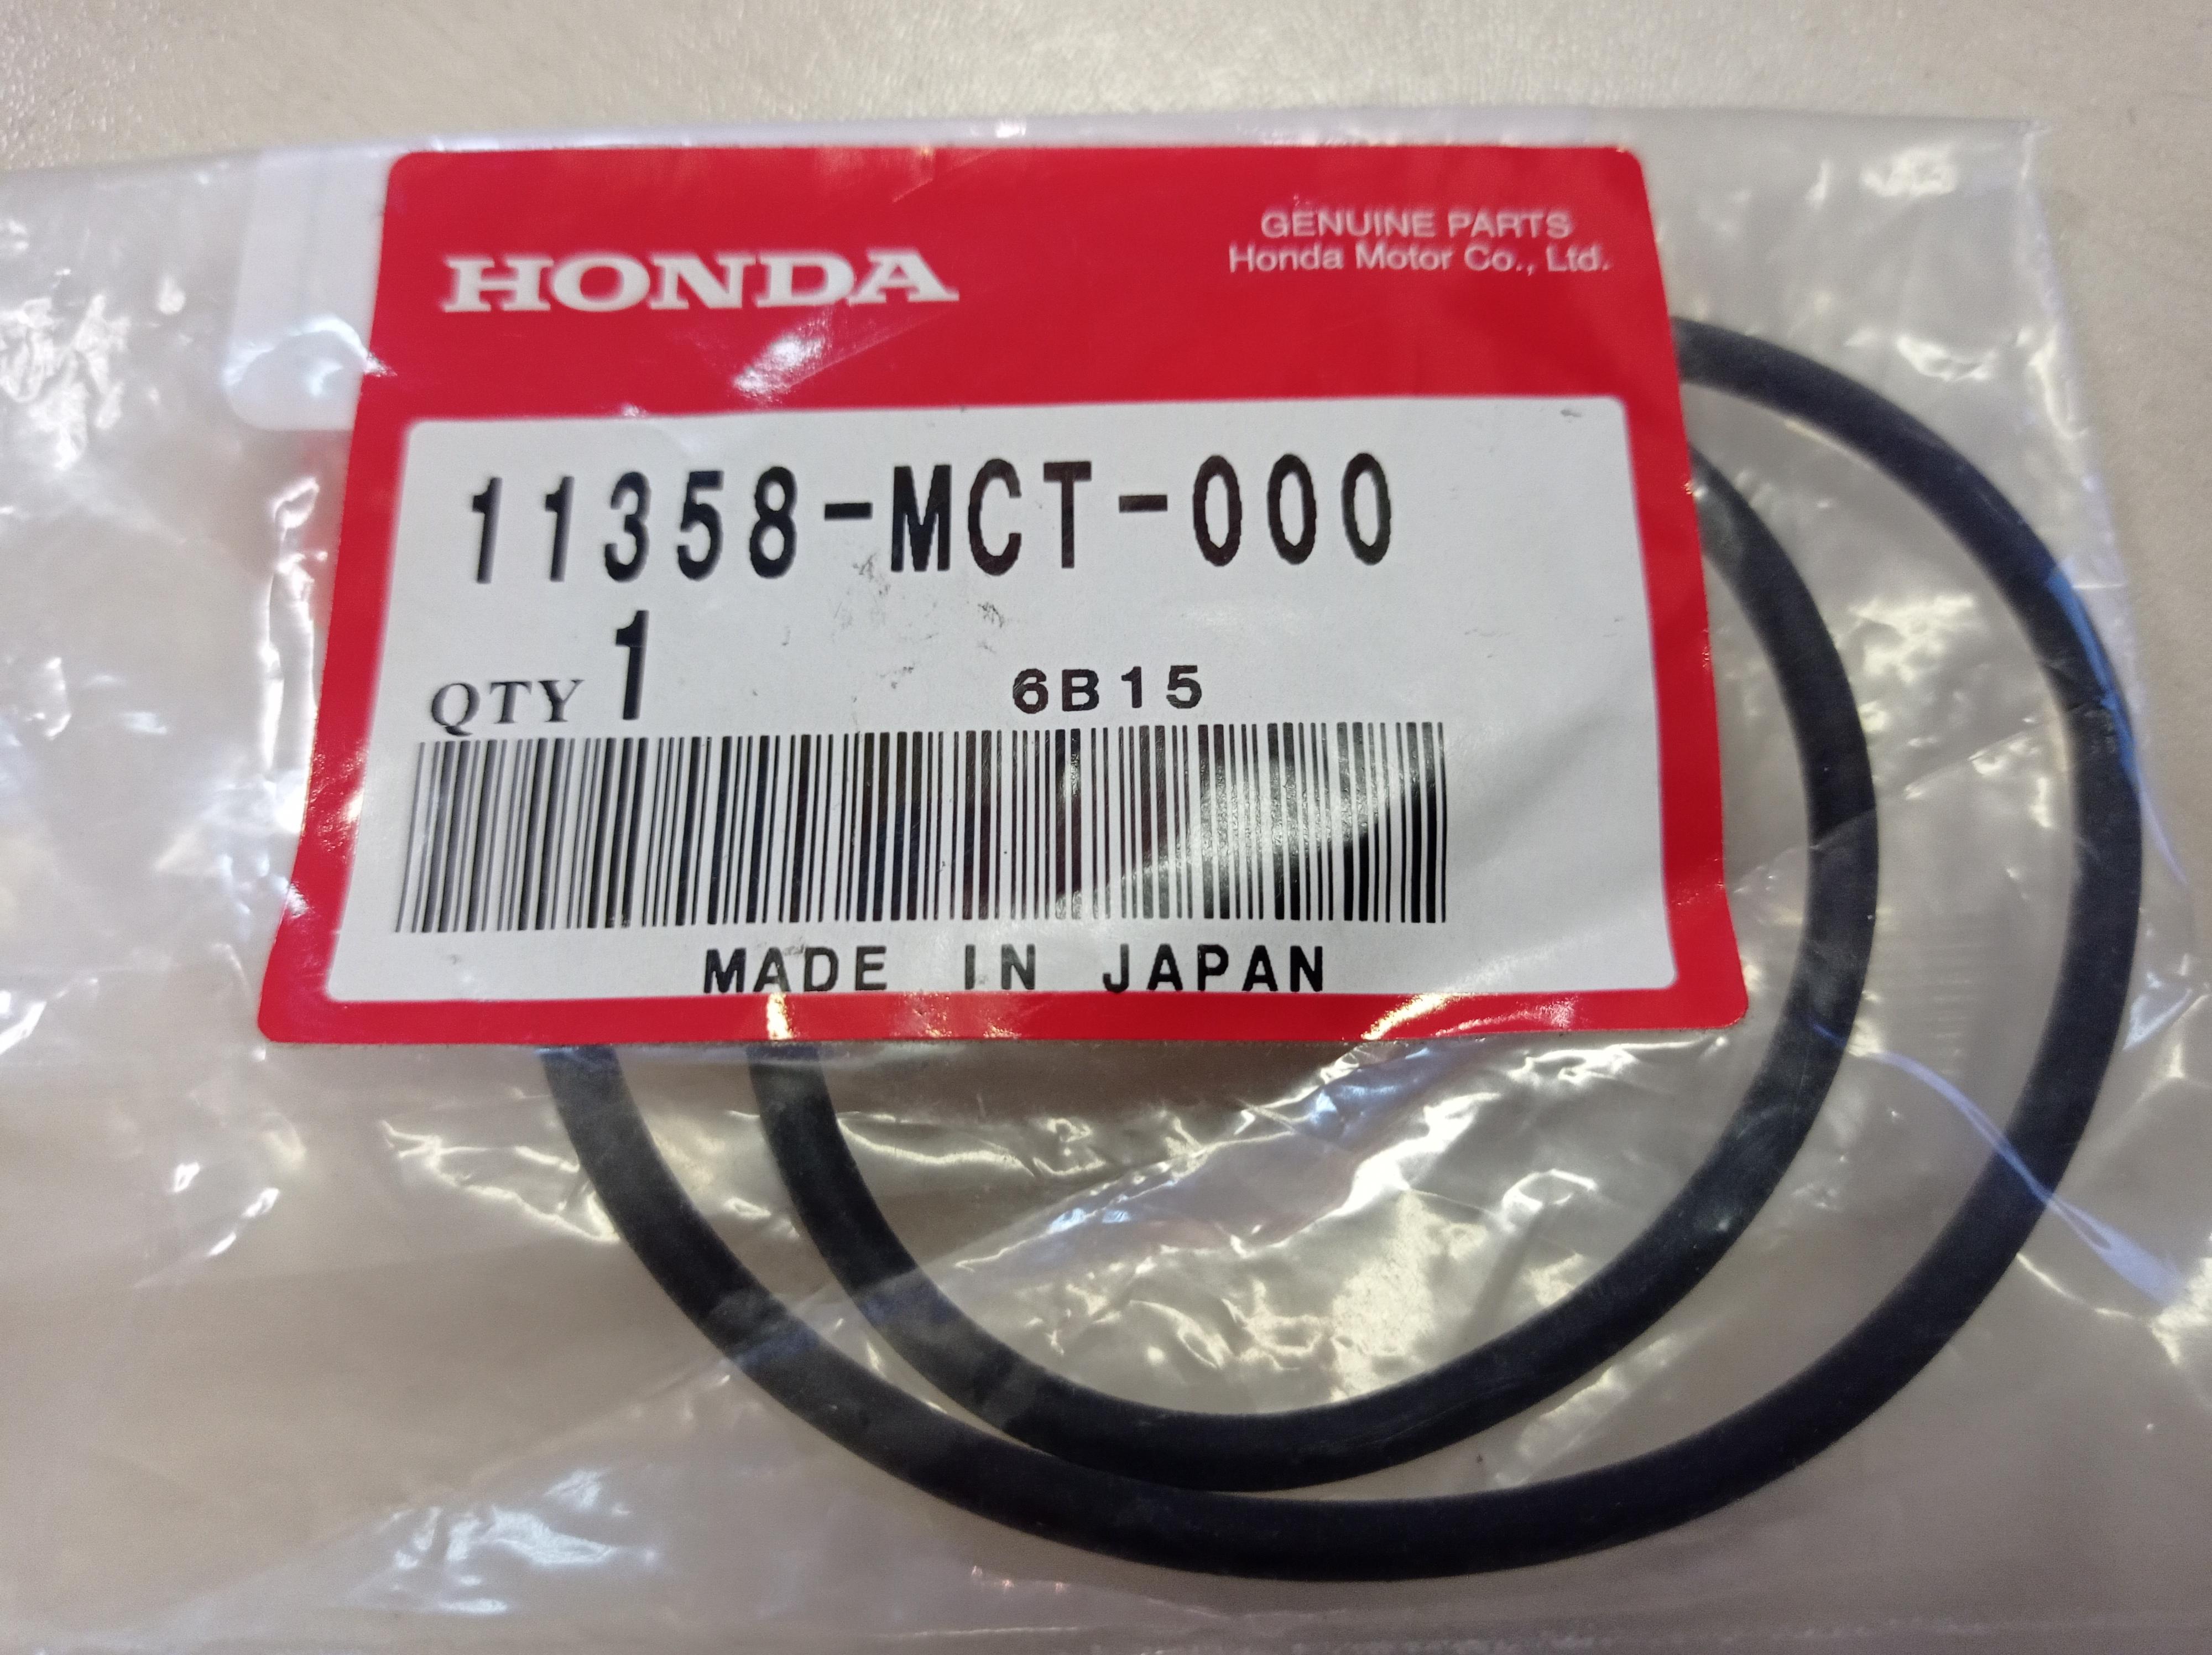 HONDA
GENUINE PARTS
Honda Motor Co., Ltd.
11358-MCT-000
QTY 1
6B15
MADE IN JAPAN